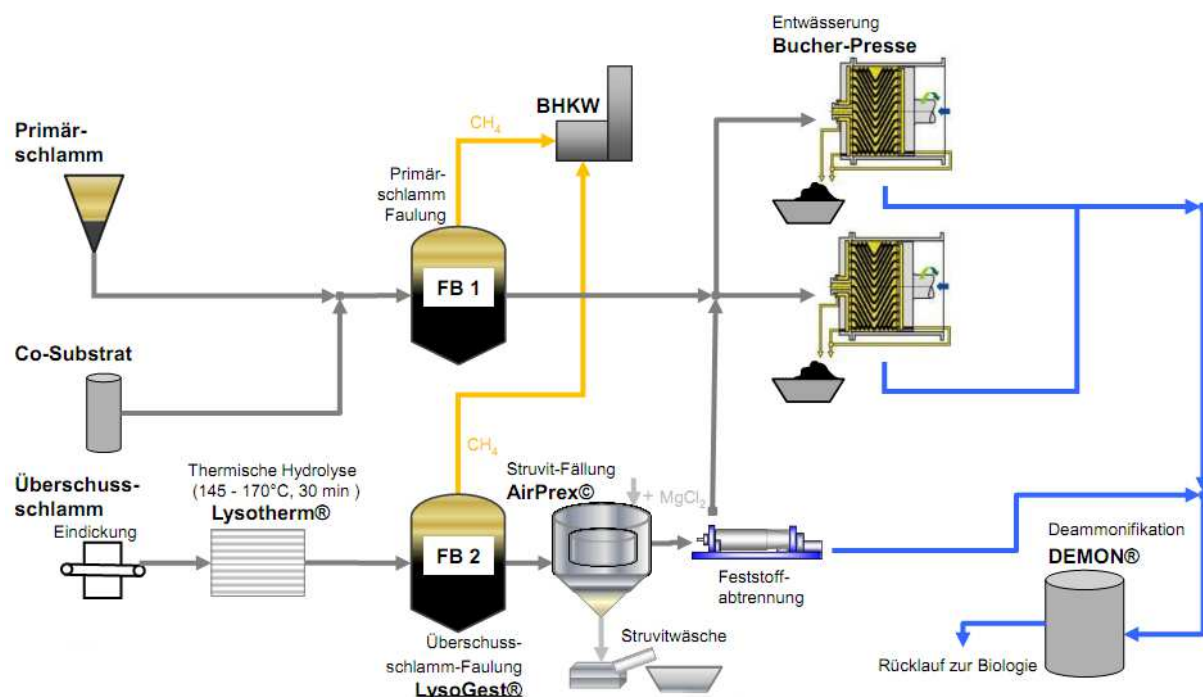 Entwässerung
Bucher-Presse
BHKW
CH₄
Primär-
schlamm
Primär-
schlamm
Faulung
FB 1
Co-Substrat
CH₄
Überschuss-
schlamm
Eindickung
Thermische Hydrolyse
(145 - 170°C, 30 min )
Lysotherm®
Struvit-Fällung
AirPrex©
+ MgCl₂
FB 2
Feststoff-
abtrennung
Deammonifikation
DEMON®
Überschuss-
schlamm-Faulung
LysoGest®
Struvitwäsche
Rücklauf zur Biologie